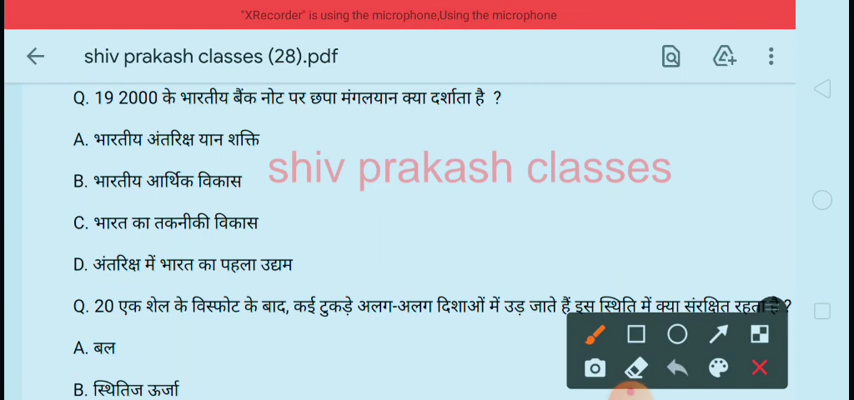 "XRecorder" is using the microphone,Using the microphone
shiv prakash classes (28).pdf
Q. 19 2000 के भारतीय बैंक नोट पर छपा मंगलयान क्या दर्शाता है ?
A. भारतीय अंतरिक्ष यान शक्ति
shiv prakash classes
B. भारतीय आर्थिक विकास
C. भारत का तकनीकी विकास
D. अंतरिक्ष में भारत का पहला उद्यम
Q. 20 एक शेल के विस्फोट के बाद, कई टुकड़े अलग-अलग दिशाओं में उड़ जाते हैं इस स्थिति में क्या संरक्षित रहता है ?
A. बल
B. स्थितिज ऊर्जा